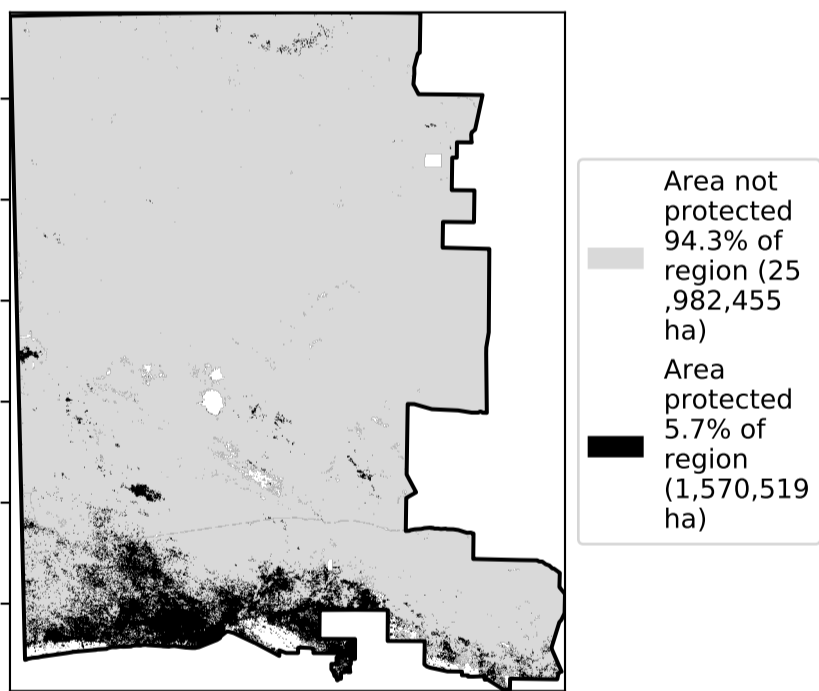 Area not
protected
94.3% of
region (25
,982,455
ha)
Area
protected
5.7% of
region
(1,570,519
ha)